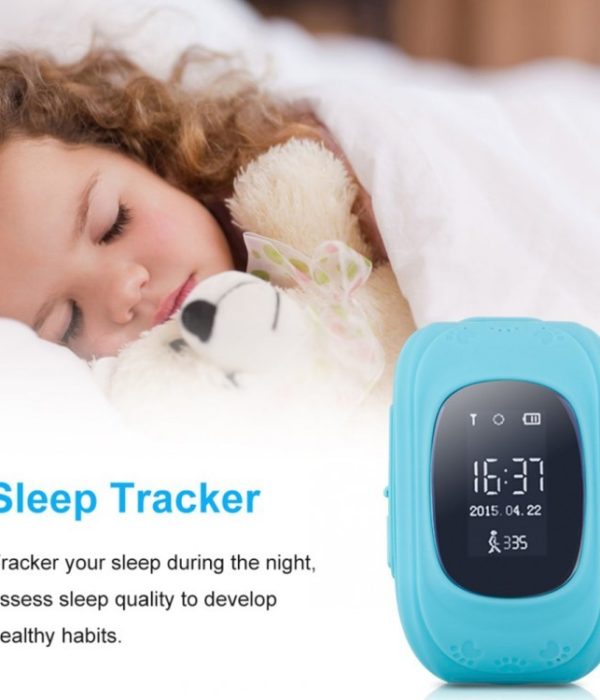 Sleep Tracker
racker your sleep during the night,
ssess sleep quality to develop
ealthy habits.
16:37
2015.04.22
335